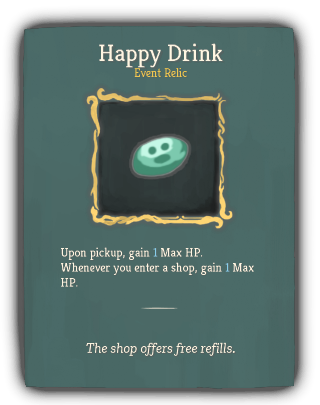 Happy Drink
Event Relic
Upon pickup, gain 1 Max HP.
Whenever you enter a shop, gain 1 Max
HP.
The shop offers free refills.